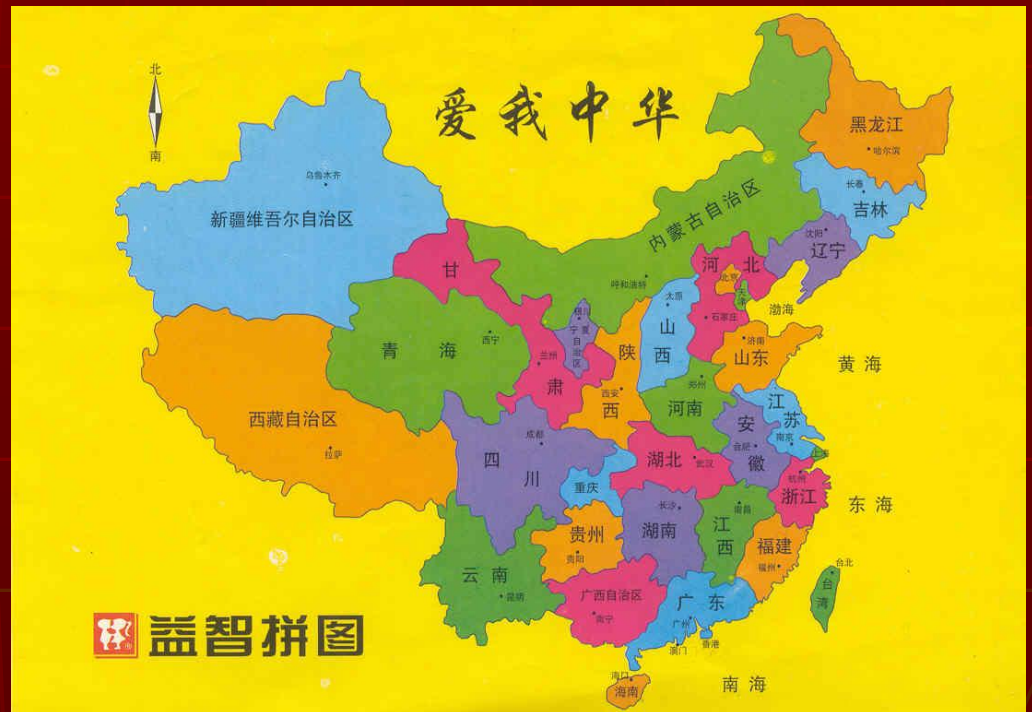 北
南
爱我中华
黑龙江
哈尔滨
长春
吉林
沈阳
辽宁
内蒙古自治区
呼和浩特
乌鲁木齐
新疆维吾尔自治区
甘
肃
兰州
河 北
北京
天津
石家庄
渤海
太原
山
西
银川
宁夏
自
治
区
陕
西
西安
青 海
西宁
济南
山东
黄海
郑州
河南
江
苏
南京
安
徽
合肥
上海
西藏自治区
拉萨
成都
四
川
重庆
湖北
武汉
杭州
浙江
东海
长沙
湖南
南昌
江
西
贵州
贵阳
福建
福州
云南
昆明
广西自治区
南宁
广 东
广州
澳门
香港
台北
台
湾
海口
海南
南海
益智拼图